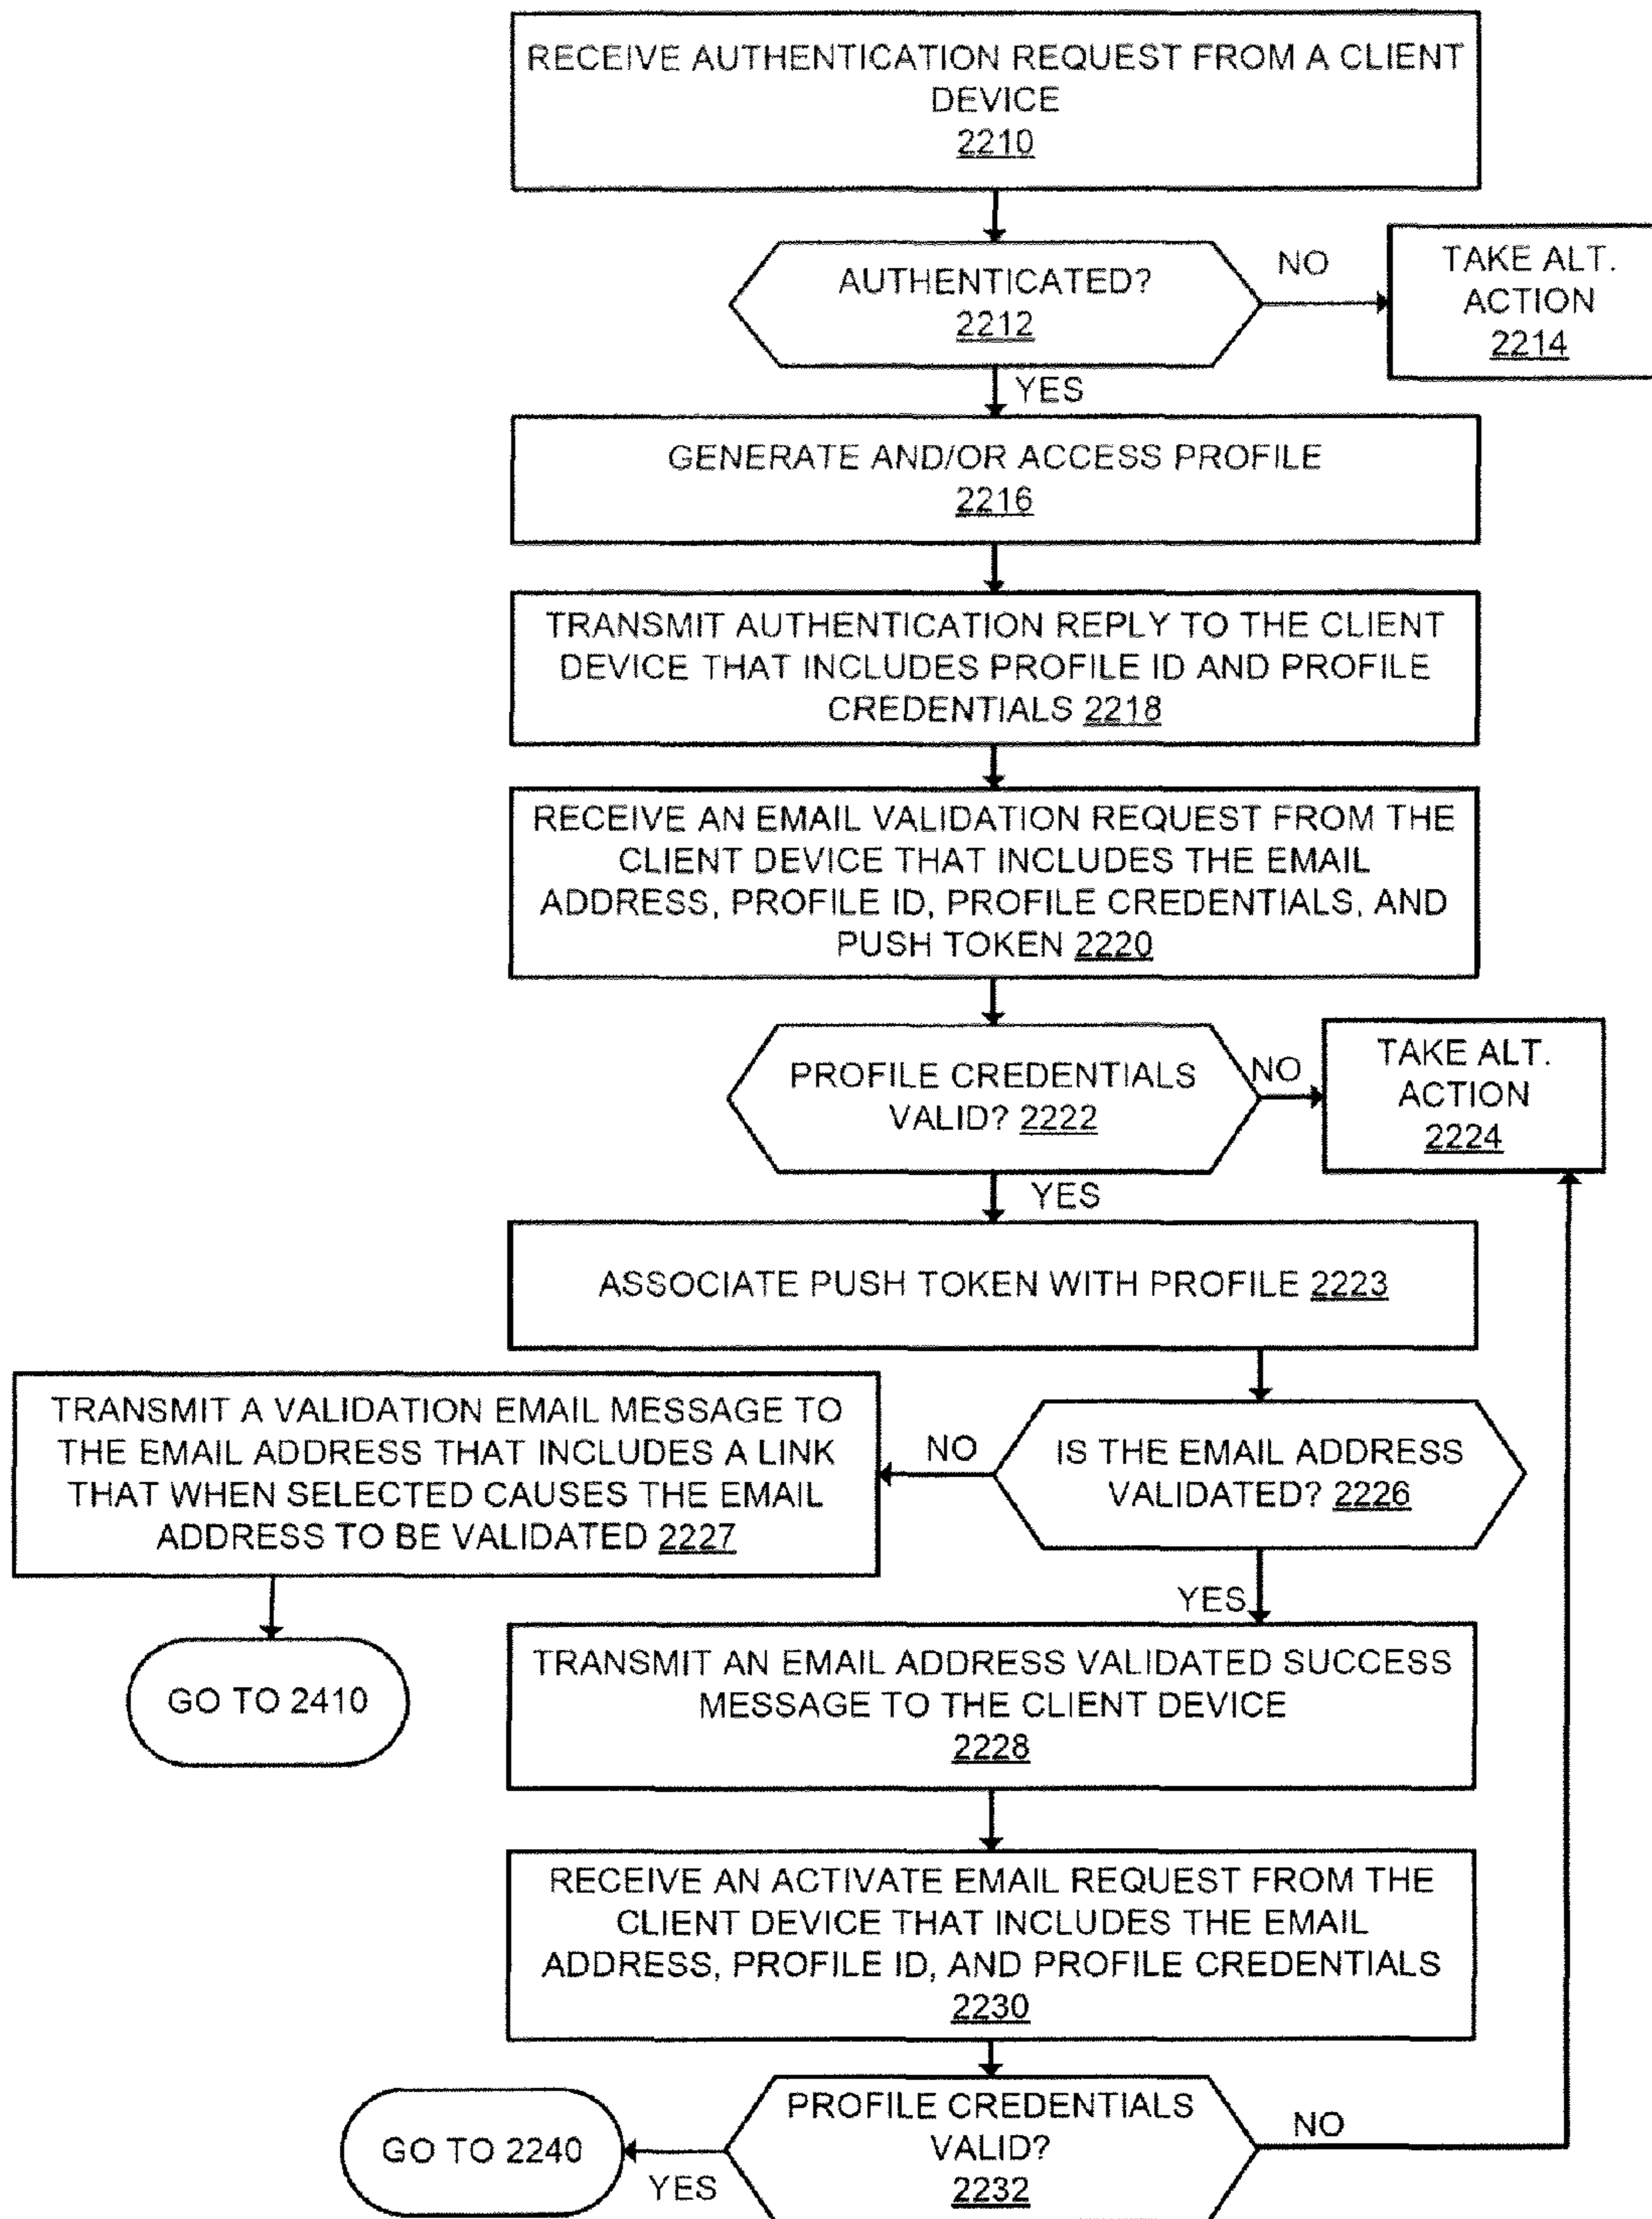 RECEIVE AUTHENTICATION REQUEST FROM A CLIENT
DEVICE
2210
AUTHENTICATED?
2212
NO
TAKE ALT.
ACTION
2214
YES
GENERATE AND/OR ACCESS PROFILE
2216
TRANSMIT AUTHENTICATION REPLY TO THE CLIENT
DEVICE THAT INCLUDES PROFILE ID AND PROFILE
CREDENTIALS 2218
RECEIVE AN EMAIL VALIDATION REQUEST FROM THE
CLIENT DEVICE THAT INCLUDES THE EMAIL
ADDRESS, PROFILE ID, PROFILE CREDENTIALS, AND
PUSH TOKEN 2220
PROFILE CREDENTIALS
VALID? 2222
NO
TAKE ALT.
ACTION
2224
YES
ASSOCIATE PUSH TOKEN WITH PROFILE 2223
IS THE EMAIL ADDRESS
VALIDATED? 2226
NO
TRANSMIT A VALIDATION EMAIL MESSAGE TO
THE EMAIL ADDRESS THAT INCLUDES A LINK
THAT WHEN SELECTED CAUSES THE EMAIL
ADDRESS TO BE VALIDATED 2227
GO TO 2410
YES
TRANSMIT AN EMAIL ADDRESS VALIDATED SUCCESS
MESSAGE TO THE CLIENT DEVICE
2228
RECEIVE AN ACTIVATE EMAIL REQUEST FROM THE
CLIENT DEVICE THAT INCLUDES THE EMAIL
ADDRESS, PROFILE ID, AND PROFILE CREDENTIALS
2230
PROFILE CREDENTIALS
VALID?
2232
NO
YES
GO TO 2240